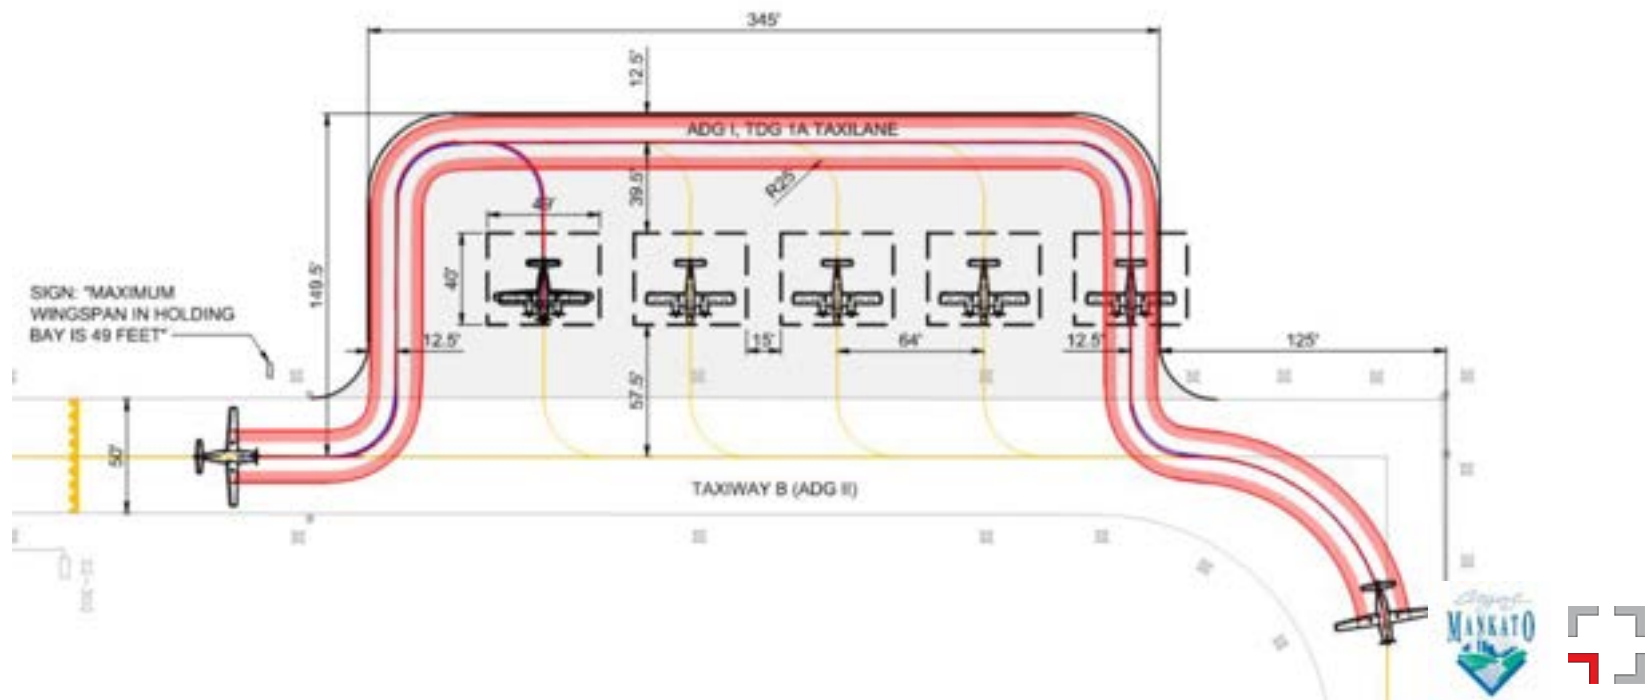 345'
12.5'
ADG I, TDG 1A TAXILANE
39.5'
R25'
49'
40'
149.5'
SIGN: "MAXIMUM
WINGSPAN IN HOLDING
BAY IS 49 FEET"
12.5'
15'
64'
12.5'
125'
57.5'
50'
TAXIWAY B (ADG II)
MANKATO